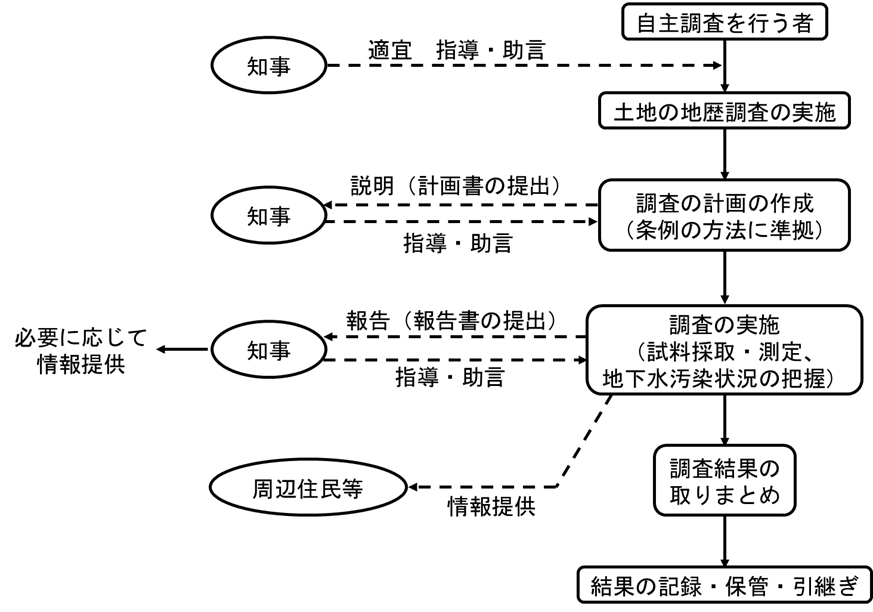 自主調査を行う者
適宜　指導・助言
知事
土地の地歴調査の実施
説明（計画書の提出）
知事
調査の計画の作成
（条例の方法に準拠）
指導・助言
報告（報告書の提出）
必要に応じて
情報提供
知事
調査の実施
（試料採取・測定、
地下水汚染状況の把握）
指導・助言
周辺住民等
情報提供
調査結果の
取りまとめ
結果の記録・保管・引継ぎ